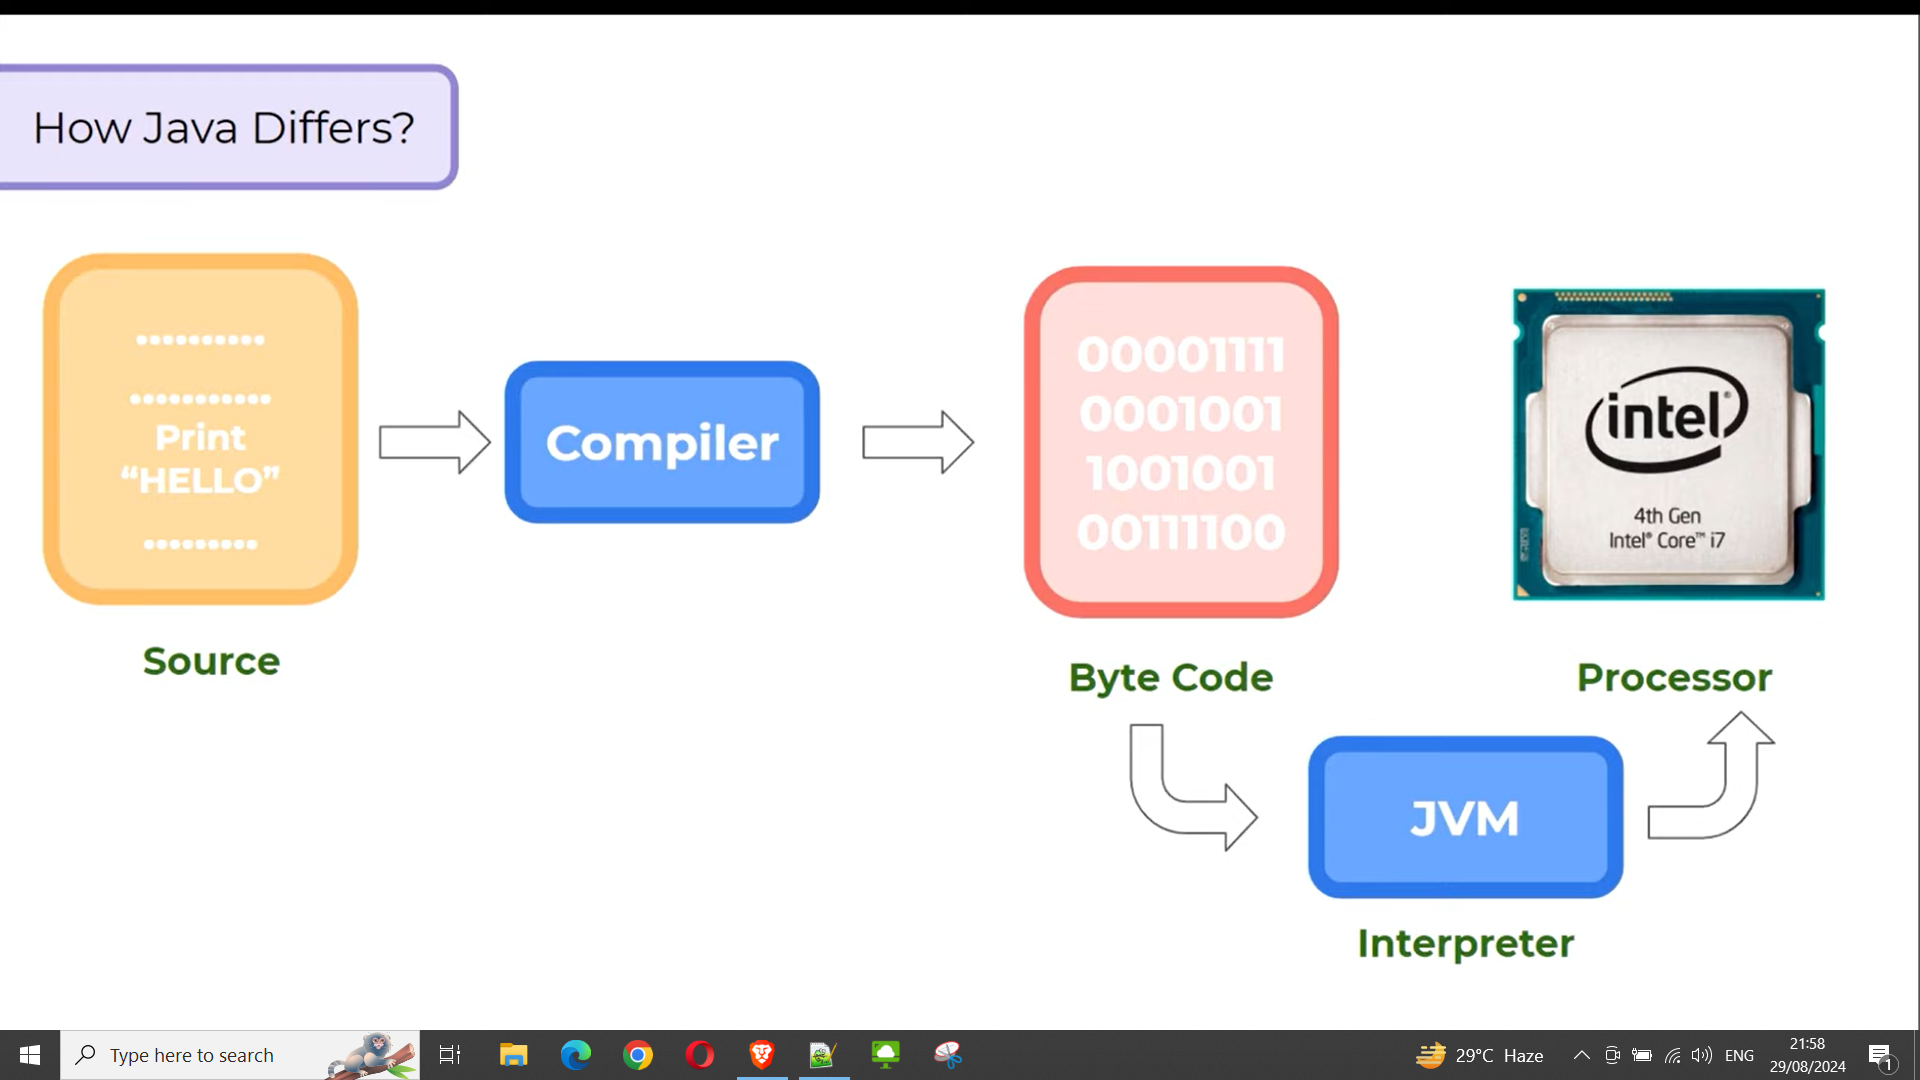 How Java Differs?
Print
“HELLO”
Source
Compiler
00001111
0001001
1001001
00111100
Byte Code
intel®
4th Gen
Intel® Core™ i7
Processor
JVM
Interpreter
Type here to search
29°C Haze
ENG
21:58
29/08/2024
1